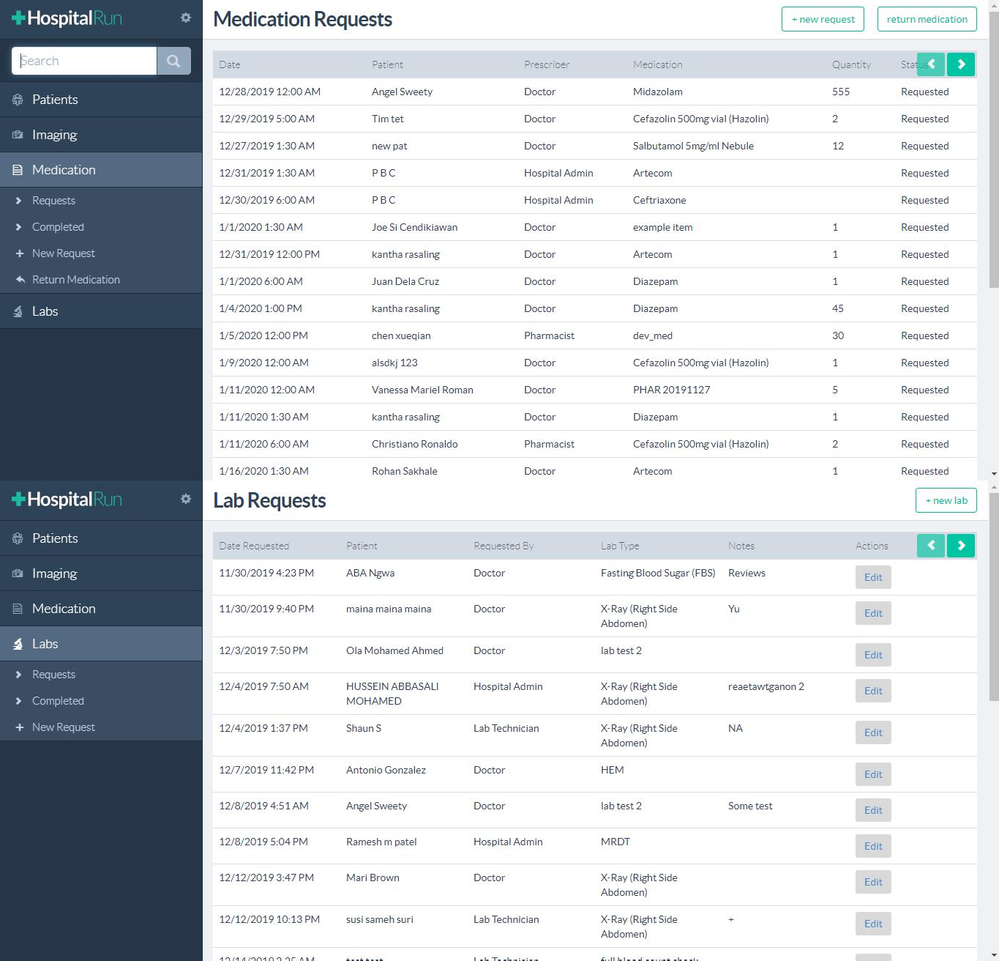 HospitalRun
Search
Patients
Imaging
Medication
Requests
Completed
New Request
Return Medication
Labs
Medication Requests
+ new request
return medication
Date Patient Prescriber Medication Quantity Status
12/28/2019 12:00 AM Angel Sweety Doctor Midazolam 555 Requested
12/29/2019 5:00 AM Tim tet Doctor Cefazolin 500mg vial (Hazolin) 2 Requested
12/27/2019 1:30 AM new pat Doctor Salbutamol 5mg/ml Nebule 12 Requested
12/31/2019 1:30 AM P B C Hospital Admin Artecom Requested
12/30/2019 6:00 AM P B C Hospital Admin Ceftriaxone Requested
1/1/2020 1:30 AM Joe Si Cendikiawan Doctor example item 1 Requested
12/31/2019 12:00 PM kantha rasaling Doctor Artecom 1 Requested
1/1/2020 6:00 AM Juan Dela Cruz Doctor Diazepam 1 Requested
1/4/2020 1:00 PM kantha rasaling Doctor Diazepam 45 Requested
1/5/2020 12:00 PM chen xueqian Pharmacist dev_med 30 Requested
1/9/2020 12:00 AM alsdkj 123 Doctor Cefazolin 500mg vial (Hazolin) 1 Requested
1/11/2020 12:00 AM Vanessa Mariel Roman Doctor PHAR 20191127 5 Requested
1/11/2020 1:30 AM kantha rasaling Doctor Diazepam 1 Requested
1/11/2020 6:00 AM Christiano Ronaldo Pharmacist Cefazolin 500mg vial (Hazolin) 2 Requested
1/16/2020 1:30 AM Rohan Sakhale Doctor Artecom 1 Requested
HospitalRun
Patients
Imaging
Medication
Labs
Requests
Completed
New Request
Lab Requests
+ new lab
Date Requested Patient Requested By Lab Type Notes Actions
11/30/2019 4:23 PM ABA Ngwa Doctor Fasting Blood Sugar (FBS) Reviews Edit
11/30/2019 9:40 PM maina maina maina Doctor X-Ray (Right Side Yu Edit
Abdomen)
12/3/2019 7:50 PM Ola Mohamed Ahmed Doctor lab test 2 Edit
12/4/2019 7:50 AM HUSSEIN ABBASALI Hospital Admin X-Ray (Right Side reaetawtganon 2 Edit
MOHAMED Abdomen)
12/4/2019 1:37 PM Shaun S Lab Technician X-Ray (Right Side NA Edit
Abdomen)
12/7/2019 11:42 PM Antonio Gonzalez Doctor HEM Edit
12/8/2019 4:51 AM Angel Sweety Doctor lab test 2 Some test Edit
12/8/2019 5:04 PM Ramesh m patel Hospital Admin MRDT Edit
12/12/2019 3:47 PM Mari Brown Doctor X-Ray (Right Side Edit
Abdomen)
12/12/2019 10:13 PM susi sameh suri Lab Technician X-Ray (Right Side + Edit
Abdomen)